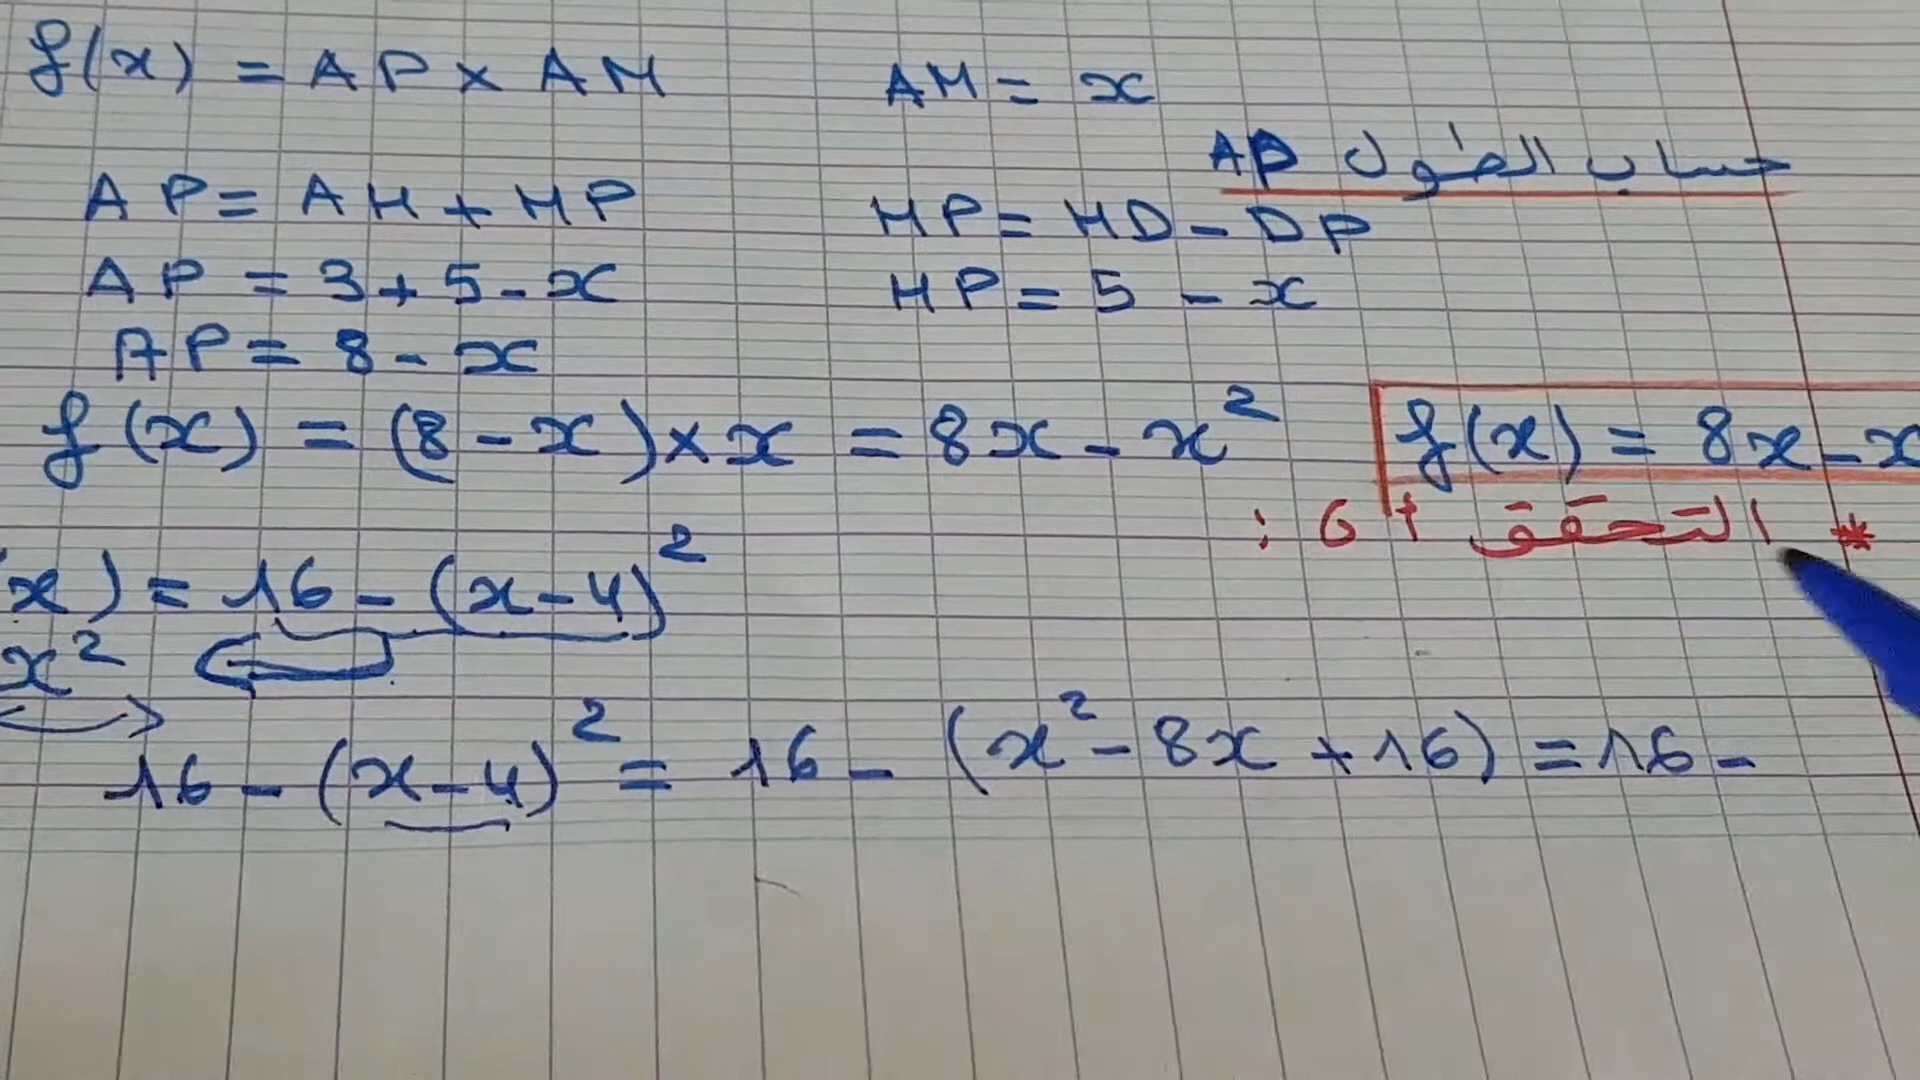 f(x) = AP × AM
AM = x
حساب الطول AP
AP = AH + HP
HP = HD - DP
AP = 3 + 5 - x
HP = 5 - x
AP = 8 - x
f(x) = (8 - x) × x = 8x - x²
f(x) = 8x - x
* التحقق أن :
x) = 16 - (x - 4)²
x²
16 - (x - 4)² = 16 - (x² - 8x + 16) = 16 -